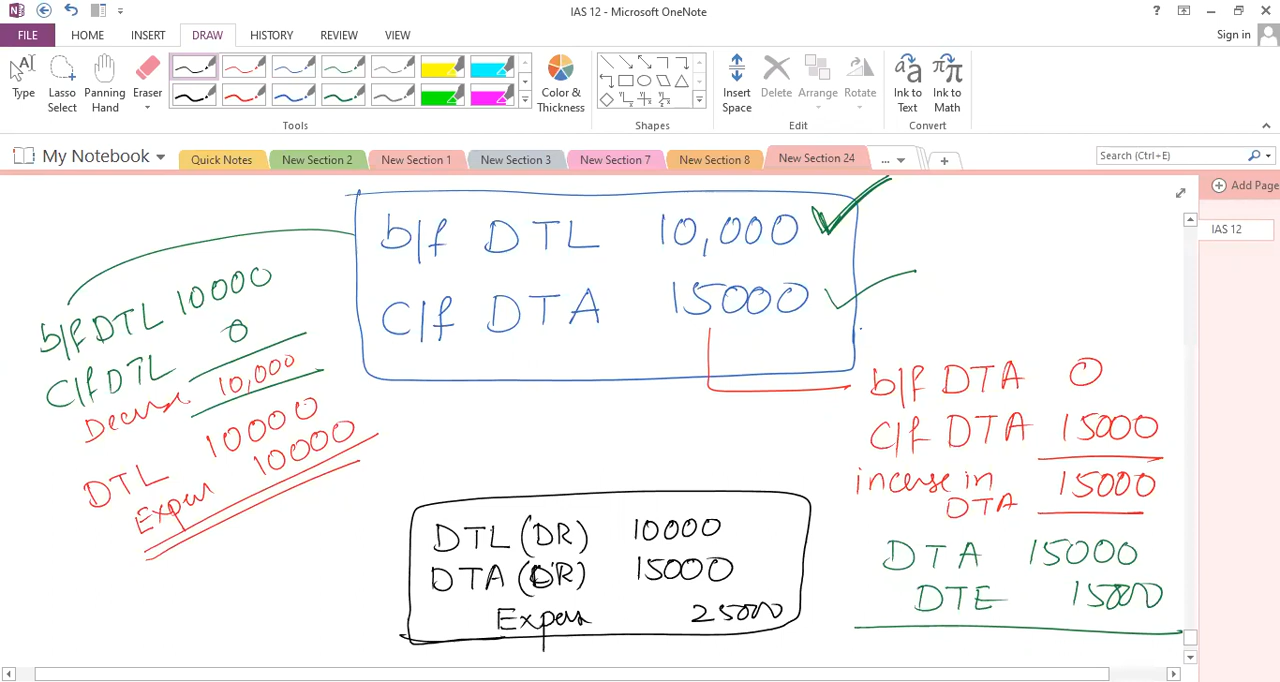 IAS 12 - Microsoft OneNote
?
Sign in
FILE
HOME
INSERT
DRAW
HISTORY
REVIEW
VIEW
Type
Lasso Select
Panning Hand
Eraser
Color & Thickness
Insert Space
Delete
Arrange
Rotate
Ink to Text
Ink to Math
Tools
Shapes
Edit
Convert
My Notebook
Quick Notes
New Section 2
New Section 1
New Section 3
New Section 7
New Section 8
New Section 24
...
Search (Ctrl+E)
Add Page
IAS 12
b/f DTL 10,000
C/f DTA 15000
b/f DTL 10000
C/f DTL 0
Decrease 10,000
DTL 10000
Expen 10000
b/f DTA 0
C/f DTA 15000
incease in DTA 15000
DTA 15000
DTE 15000
DTL (DR) 10000
DTA (DR) 15000
Expen 25000